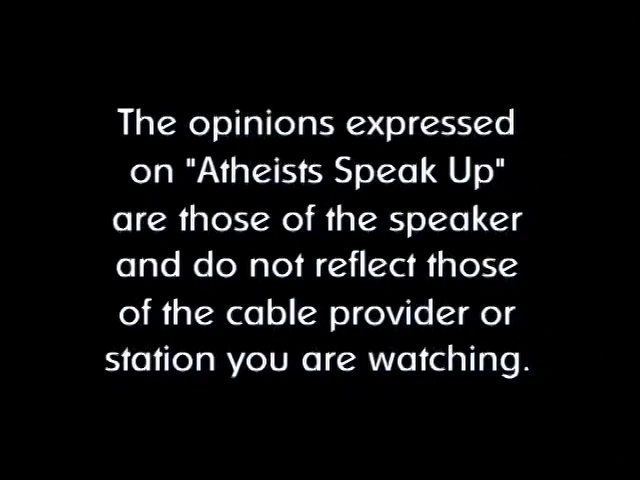 The opinions expressed
on "Atheists Speak Up"
are those of the speaker
and do not reflect those
of the cable provider or
station you are watching.